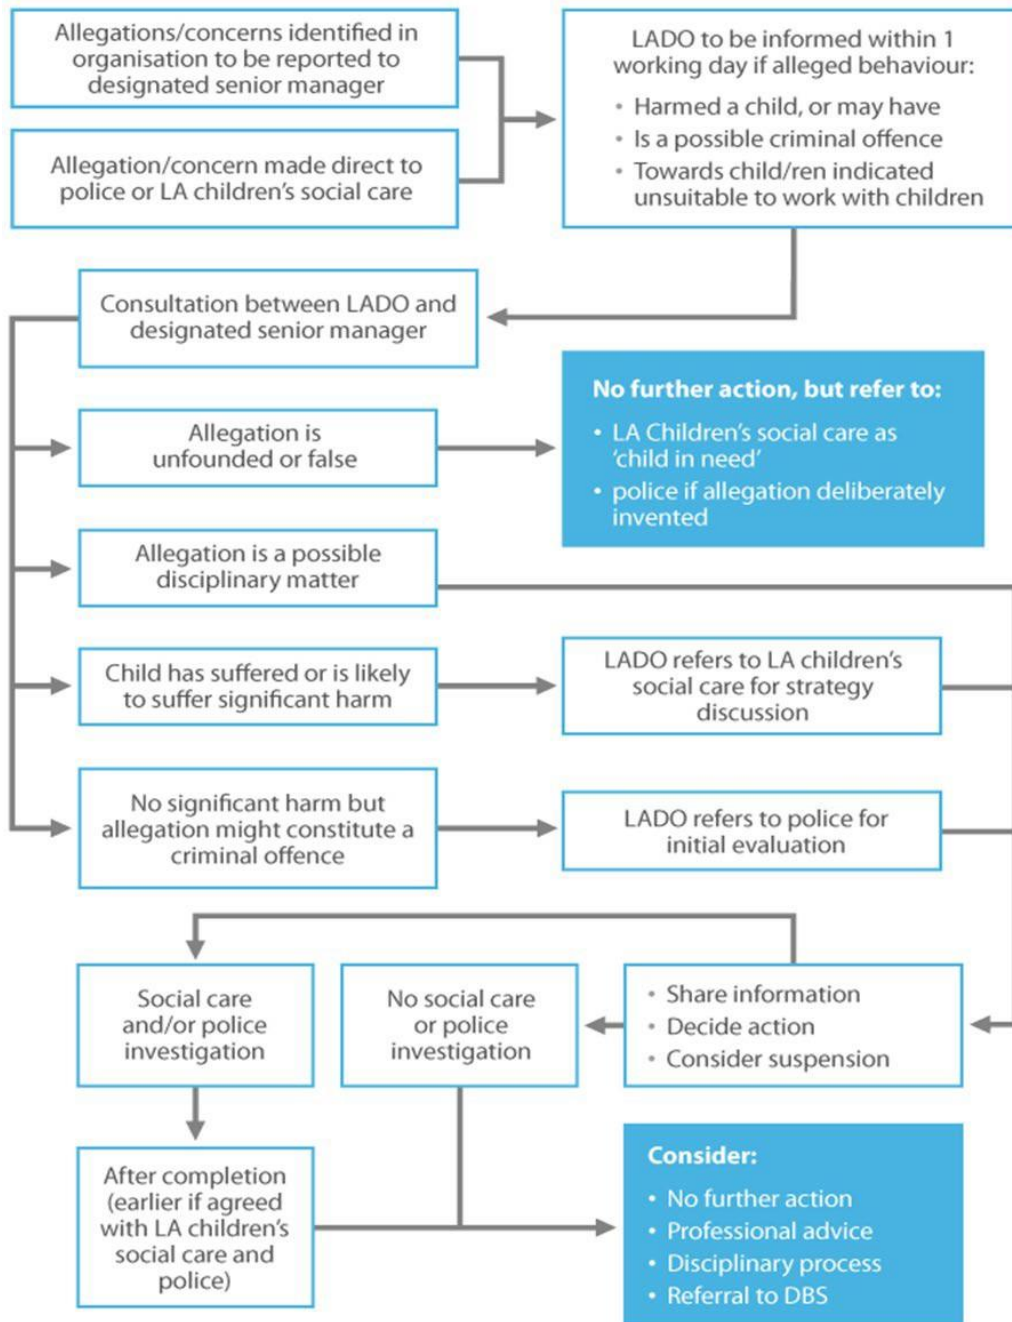 Allegations/concerns identified in
organisation to be reported to
designated senior manager
Allegation/concern made direct to
police or LA children's social care
LADO to be informed within 1
working day if alleged behaviour:
• Harmed a child, or may have
• Is a possible criminal offence
• Towards child/ren indicated
unsuitable to work with children
Consultation between LADO and
designated senior manager
Allegation is
unfounded or false
No further action, but refer to:
• LA Children's social care as
‘child in need’
• police if allegation deliberately
invented
Allegation is a possible
disciplinary matter
Child has suffered or is likely
to suffer significant harm
LADO refers to LA children's
social care for strategy
discussion
No significant harm but
allegation might constitute a
criminal offence
LADO refers to police for
initial evaluation
Social care
and/or police
investigation
No social care
or police
investigation
• Share information
• Decide action
• Consider suspension
After completion
(earlier if agreed
with LA children's
social care and
police)
Consider:
• No further action
• Professional advice
• Disciplinary process
• Referral to DBS